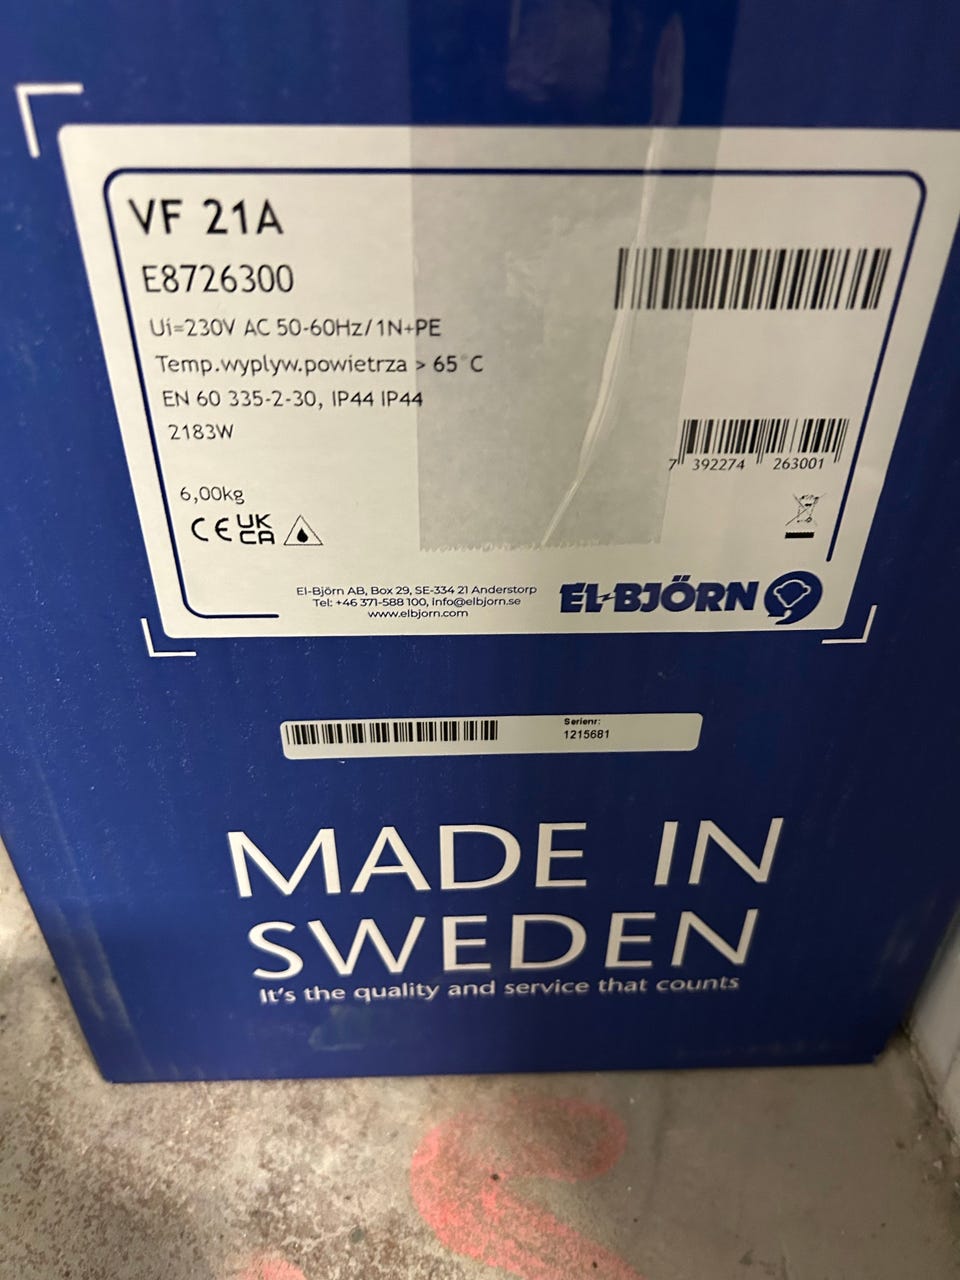 VF 21A
E8726300
Ui=230V AC 50-60Hz/1N+PE
Temp.wyplyw.powietrza > 65°C
EN 60 335-2-30, IP44 IP44
2183W
7 392274 263001
6,00kg
CE UK CA
El-Björn AB, Box 29, SE-334 21 Anderstorp
Tel: +46 371-588 100, info@elbjorn.se
www.elbjorn.com
EL-BJÖRN
Serienr:
1215681
MADE IN
SWEDEN
It's the quality and service that counts